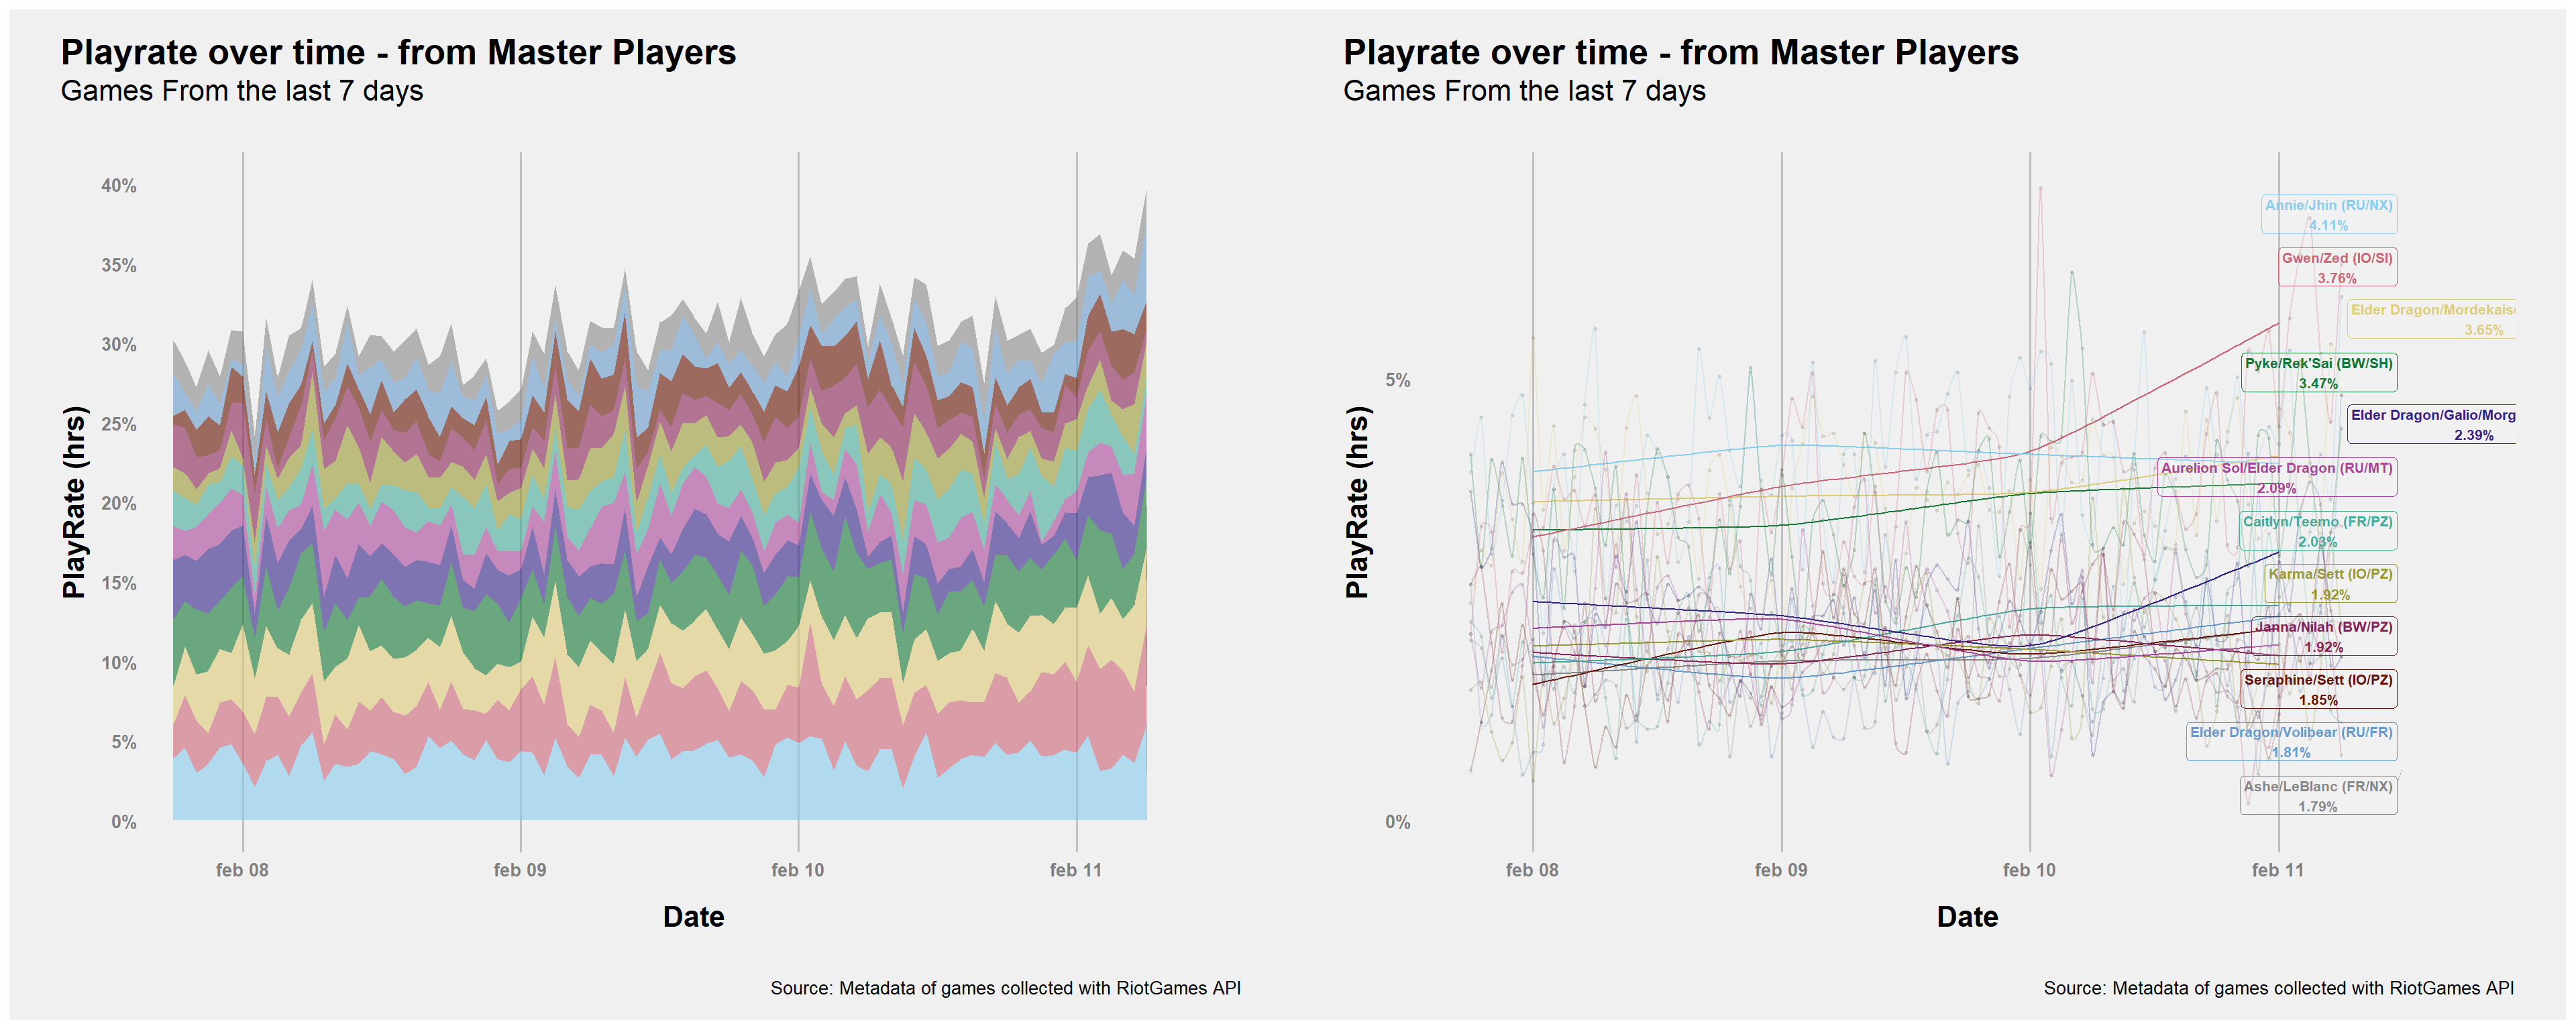 Playrate over time - from Master Players
Games From the last 7 days
PlayRate (hrs)
40%
35%
30%
25%
20%
15%
10%
5%
0%
feb 08
feb 09
feb 10
feb 11
Date
Source: Metadata of games collected with RiotGames API
Playrate over time - from Master Players
Games From the last 7 days
PlayRate (hrs)
5%
0%
Annie/Jhin (RU/NX)
4.11%
Gwen/Zed (IO/SI)
3.76%
Elder Dragon/Mordekaise
3.65%
Pyke/Rek'Sai (BW/SH)
3.47%
Elder Dragon/Galio/Morg
2.39%
Aurelion Sol/Elder Dragon (RU/MT)
2.09%
Caitlyn/Teemo (FR/PZ)
2.03%
Karma/Sett (IO/PZ)
1.92%
Janna/Nilah (BW/PZ)
1.92%
Seraphine/Sett (IO/PZ)
1.85%
Elder Dragon/Volibear (RU/FR)
1.81%
Ashe/LeBlanc (FR/NX)
1.79%
feb 08
feb 09
feb 10
feb 11
Date
Source: Metadata of games collected with RiotGames API